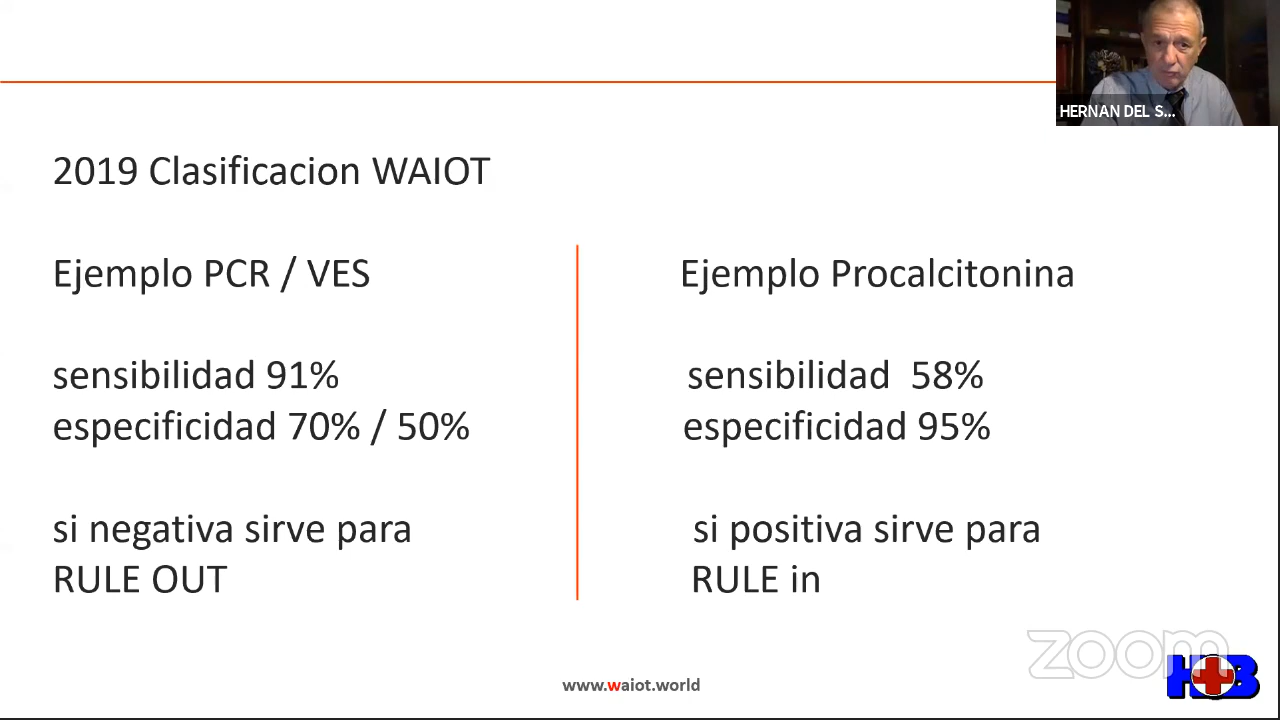 HERNAN DEL S...
2019 Clasificacion WAIOT
Ejemplo PCR / VES
sensibilidad 91%
especificidad 70% / 50%
si negativa sirve para
RULE OUT
Ejemplo Procalcitonina
sensibilidad 58%
especificidad 95%
si positiva sirve para
RULE in
zoom
www.waiot.world
HB